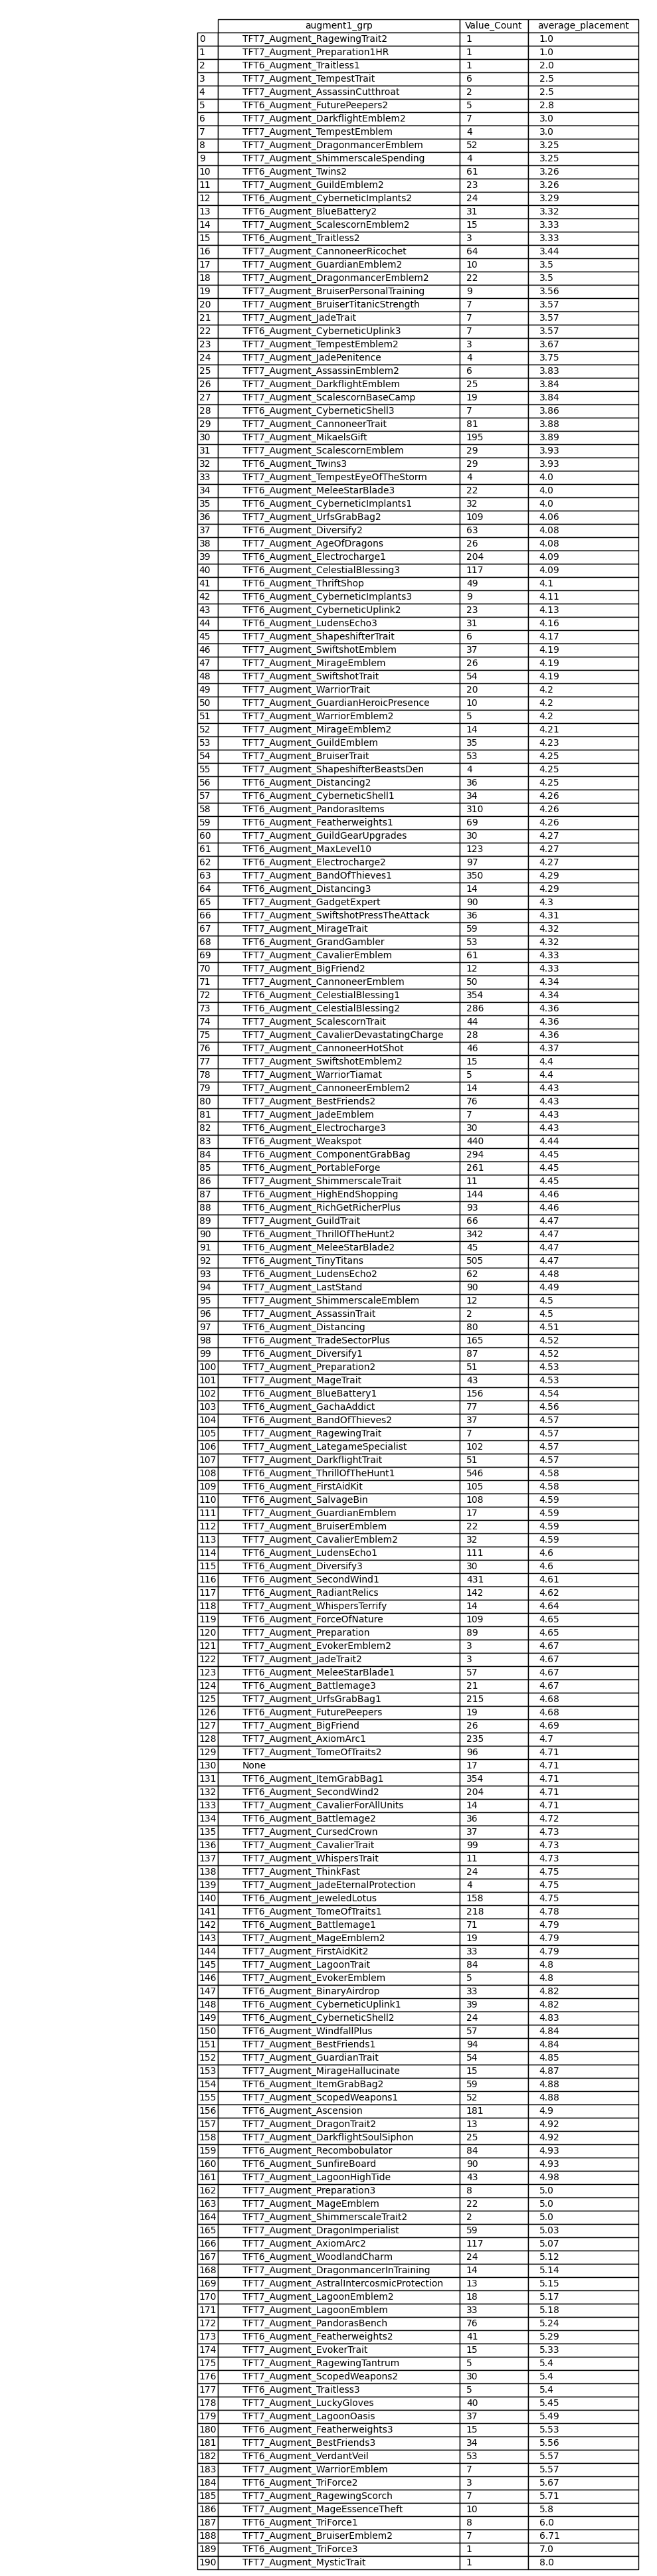 augment1_grp Value_Count average_placement
0 TFT7_Augment_RagewingTrait2 1 1.0
1 TFT7_Augment_Preparation1HR 1 1.0
2 TFT6_Augment_Traitless1 1 2.0
3 TFT7_Augment_TempestTrait 6 2.5
4 TFT7_Augment_AssassinCutthroat 2 2.5
5 TFT6_Augment_FuturePeepers2 5 2.8
6 TFT7_Augment_DarkflightEmblem2 7 3.0
7 TFT7_Augment_TempestEmblem 4 3.0
8 TFT7_Augment_DragonmancerEmblem 52 3.25
9 TFT7_Augment_ShimmerscaleSpending 4 3.25
10 TFT6_Augment_Twins2 61 3.26
11 TFT7_Augment_GuildEmblem2 23 3.26
12 TFT6_Augment_CyberneticImplants2 24 3.29
13 TFT6_Augment_BlueBattery2 31 3.32
14 TFT7_Augment_ScalescornEmblem2 15 3.33
15 TFT6_Augment_Traitless2 3 3.33
16 TFT7_Augment_CannoneerRicochet 64 3.44
17 TFT7_Augment_GuardianEmblem2 10 3.5
18 TFT7_Augment_DragonmancerEmblem2 22 3.5
19 TFT7_Augment_BruiserPersonalTraining 9 3.56
20 TFT7_Augment_BruiserTitanicStrength 7 3.57
21 TFT7_Augment_JadeTrait 7 3.57
22 TFT6_Augment_CyberneticUplink3 7 3.57
23 TFT7_Augment_TempestEmblem2 3 3.67
24 TFT7_Augment_JadePenitence 4 3.75
25 TFT7_Augment_AssassinEmblem2 6 3.83
26 TFT7_Augment_DarkflightEmblem 25 3.84
27 TFT7_Augment_ScalescornBaseCamp 19 3.84
28 TFT6_Augment_CyberneticShell3 7 3.86
29 TFT7_Augment_CannoneerTrait 81 3.88
30 TFT7_Augment_MikaelsGift 195 3.89
31 TFT7_Augment_ScalescornEmblem 29 3.93
32 TFT6_Augment_Twins3 29 3.93
33 TFT7_Augment_TempestEyeOfTheStorm 4 4.0
34 TFT6_Augment_MeleeStarBlade3 22 4.0
35 TFT6_Augment_CyberneticImplants1 32 4.0
36 TFT7_Augment_UrfsGrabBag2 109 4.06
37 TFT6_Augment_Diversify2 63 4.08
38 TFT7_Augment_AgeOfDragons 26 4.08
39 TFT6_Augment_Electrocharge1 204 4.09
40 TFT6_Augment_CelestialBlessing3 117 4.09
41 TFT6_Augment_ThriftShop 49 4.1
42 TFT6_Augment_CyberneticImplants3 9 4.11
43 TFT6_Augment_CyberneticUplink2 23 4.13
44 TFT6_Augment_LudensEcho3 31 4.16
45 TFT7_Augment_ShapeshifterTrait 6 4.17
46 TFT7_Augment_SwiftshotEmblem 37 4.19
47 TFT7_Augment_MirageEmblem 26 4.19
48 TFT7_Augment_SwiftshotTrait 54 4.19
49 TFT7_Augment_WarriorTrait 20 4.2
50 TFT7_Augment_GuardianHeroicPresence 10 4.2
51 TFT7_Augment_WarriorEmblem2 5 4.2
52 TFT7_Augment_MirageEmblem2 14 4.21
53 TFT7_Augment_GuildEmblem 35 4.23
54 TFT7_Augment_BruiserTrait 53 4.25
55 TFT7_Augment_ShapeshifterBeastsDen 4 4.25
56 TFT6_Augment_Distancing2 36 4.25
57 TFT6_Augment_CyberneticShell1 34 4.26
58 TFT6_Augment_PandorasItems 310 4.26
59 TFT6_Augment_Featherweights1 69 4.26
60 TFT7_Augment_GuildGearUpgrades 30 4.27
61 TFT6_Augment_MaxLevel10 123 4.27
62 TFT6_Augment_Electrocharge2 97 4.27
63 TFT7_Augment_BandOfThieves1 350 4.29
64 TFT6_Augment_Distancing3 14 4.29
65 TFT7_Augment_GadgetExpert 90 4.3
66 TFT7_Augment_SwiftshotPressTheAttack 36 4.31
67 TFT7_Augment_MirageTrait 59 4.32
68 TFT6_Augment_GrandGambler 53 4.32
69 TFT7_Augment_CavalierEmblem 61 4.33
70 TFT7_Augment_BigFriend2 12 4.33
71 TFT7_Augment_CannoneerEmblem 50 4.34
72 TFT6_Augment_CelestialBlessing1 354 4.34
73 TFT6_Augment_CelestialBlessing2 286 4.36
74 TFT7_Augment_ScalescornTrait 44 4.36
75 TFT7_Augment_CavalierDevastatingCharge 28 4.36
76 TFT7_Augment_CannoneerHotShot 46 4.37
77 TFT7_Augment_SwiftshotEmblem2 15 4.4
78 TFT7_Augment_WarriorTiamat 5 4.4
79 TFT7_Augment_CannoneerEmblem2 14 4.43
80 TFT7_Augment_BestFriends2 76 4.43
81 TFT7_Augment_JadeEmblem 7 4.43
82 TFT6_Augment_Electrocharge3 30 4.43
83 TFT6_Augment_Weakspot 440 4.44
84 TFT6_Augment_ComponentGrabBag 294 4.45
85 TFT6_Augment_PortableForge 261 4.45
86 TFT7_Augment_ShimmerscaleTrait 11 4.45
87 TFT6_Augment_HighEndShopping 144 4.46
88 TFT6_Augment_RichGetRicherPlus 93 4.46
89 TFT7_Augment_GuildTrait 66 4.47
90 TFT6_Augment_ThrillOfTheHunt2 342 4.47
91 TFT6_Augment_MeleeStarBlade2 45 4.47
92 TFT6_Augment_TinyTitans 505 4.47
93 TFT6_Augment_LudensEcho2 62 4.48
94 TFT7_Augment_LastStand 90 4.49
95 TFT7_Augment_ShimmerscaleEmblem 12 4.5
96 TFT7_Augment_AssassinTrait 2 4.5
97 TFT6_Augment_Distancing 80 4.51
98 TFT6_Augment_TradeSectorPlus 165 4.52
99 TFT6_Augment_Diversify1 87 4.52
100 TFT7_Augment_Preparation2 51 4.53
101 TFT7_Augment_MageTrait 43 4.53
102 TFT6_Augment_BlueBattery1 156 4.54
103 TFT6_Augment_GachaAddict 77 4.56
104 TFT6_Augment_BandOfThieves2 37 4.57
105 TFT7_Augment_RagewingTrait 7 4.57
106 TFT7_Augment_LategameSpecialist 102 4.57
107 TFT7_Augment_DarkflightTrait 51 4.57
108 TFT6_Augment_ThrillOfTheHunt1 546 4.58
109 TFT6_Augment_FirstAidKit 105 4.58
110 TFT6_Augment_SalvageBin 108 4.59
111 TFT7_Augment_GuardianEmblem 17 4.59
112 TFT7_Augment_BruiserEmblem 22 4.59
113 TFT7_Augment_CavalierEmblem2 32 4.59
114 TFT6_Augment_LudensEcho1 111 4.6
115 TFT6_Augment_Diversify3 30 4.6
116 TFT6_Augment_SecondWind1 431 4.61
117 TFT6_Augment_RadiantRelics 142 4.62
118 TFT7_Augment_WhispersTerrify 14 4.64
119 TFT6_Augment_ForceOfNature 109 4.65
120 TFT7_Augment_Preparation 89 4.65
121 TFT7_Augment_EvokerEmblem2 3 4.67
122 TFT7_Augment_JadeTrait2 3 4.67
123 TFT6_Augment_MeleeStarBlade1 57 4.67
124 TFT6_Augment_Battlemage3 21 4.67
125 TFT7_Augment_UrfsGrabBag1 215 4.68
126 TFT6_Augment_FuturePeepers 19 4.68
127 TFT7_Augment_BigFriend 26 4.69
128 TFT7_Augment_AxiomArc1 235 4.7
129 TFT7_Augment_TomeOfTraits2 96 4.71
130 None 17 4.71
131 TFT6_Augment_ItemGrabBag1 354 4.71
132 TFT6_Augment_SecondWind2 204 4.71
133 TFT7_Augment_CavalierForAllUnits 14 4.71
134 TFT6_Augment_Battlemage2 36 4.72
135 TFT7_Augment_CursedCrown 37 4.73
136 TFT7_Augment_CavalierTrait 99 4.73
137 TFT7_Augment_WhispersTrait 11 4.73
138 TFT7_Augment_ThinkFast 24 4.75
139 TFT7_Augment_JadeEternalProtection 4 4.75
140 TFT6_Augment_JeweledLotus 158 4.75
141 TFT6_Augment_TomeOfTraits1 218 4.78
142 TFT6_Augment_Battlemage1 71 4.79
143 TFT7_Augment_MageEmblem2 19 4.79
144 TFT7_Augment_FirstAidKit2 33 4.79
145 TFT7_Augment_LagoonTrait 84 4.8
146 TFT7_Augment_EvokerEmblem 5 4.8
147 TFT6_Augment_BinaryAirdrop 33 4.82
148 TFT6_Augment_CyberneticUplink1 39 4.82
149 TFT6_Augment_CyberneticShell2 24 4.83
150 TFT6_Augment_WindfallPlus 57 4.84
151 TFT7_Augment_BestFriends1 94 4.84
152 TFT7_Augment_GuardianTrait 54 4.85
153 TFT7_Augment_MirageHallucinate 15 4.87
154 TFT6_Augment_ItemGrabBag2 59 4.88
155 TFT7_Augment_ScopedWeapons1 52 4.88
156 TFT6_Augment_Ascension 181 4.9
157 TFT7_Augment_DragonTrait2 13 4.92
158 TFT7_Augment_DarkflightSoulSiphon 25 4.92
159 TFT6_Augment_Recombobulator 84 4.93
160 TFT6_Augment_SunfireBoard 90 4.93
161 TFT7_Augment_LagoonHighTide 43 4.98
162 TFT7_Augment_Preparation3 8 5.0
163 TFT7_Augment_MageEmblem 22 5.0
164 TFT7_Augment_ShimmerscaleTrait2 2 5.0
165 TFT7_Augment_DragonImperialist 59 5.03
166 TFT7_Augment_AxiomArc2 117 5.07
167 TFT6_Augment_WoodlandCharm 24 5.12
168 TFT7_Augment_DragonmancerInTraining 14 5.14
169 TFT7_Augment_AstralIntercosmicProtection 13 5.15
170 TFT7_Augment_LagoonEmblem2 18 5.17
171 TFT7_Augment_LagoonEmblem 33 5.18
172 TFT7_Augment_PandorasBench 76 5.24
173 TFT6_Augment_Featherweights2 41 5.29
174 TFT7_Augment_EvokerTrait 15 5.33
175 TFT7_Augment_RagewingTantrum 5 5.4
176 TFT7_Augment_ScopedWeapons2 30 5.4
177 TFT6_Augment_Traitless3 5 5.4
178 TFT7_Augment_LuckyGloves 40 5.45
179 TFT7_Augment_LagoonOasis 37 5.49
180 TFT6_Augment_Featherweights3 15 5.53
181 TFT7_Augment_BestFriends3 34 5.56
182 TFT6_Augment_VerdantVeil 53 5.57
183 TFT7_Augment_WarriorEmblem 7 5.57
184 TFT6_Augment_TriForce2 3 5.67
185 TFT7_Augment_RagewingScorch 7 5.71
186 TFT7_Augment_MageEssenceTheft 10 5.8
187 TFT6_Augment_TriForce1 8 6.0
188 TFT7_Augment_BruiserEmblem2 7 6.71
189 TFT6_Augment_TriForce3 1 7.0
190 TFT7_Augment_MysticTrait 1 8.0